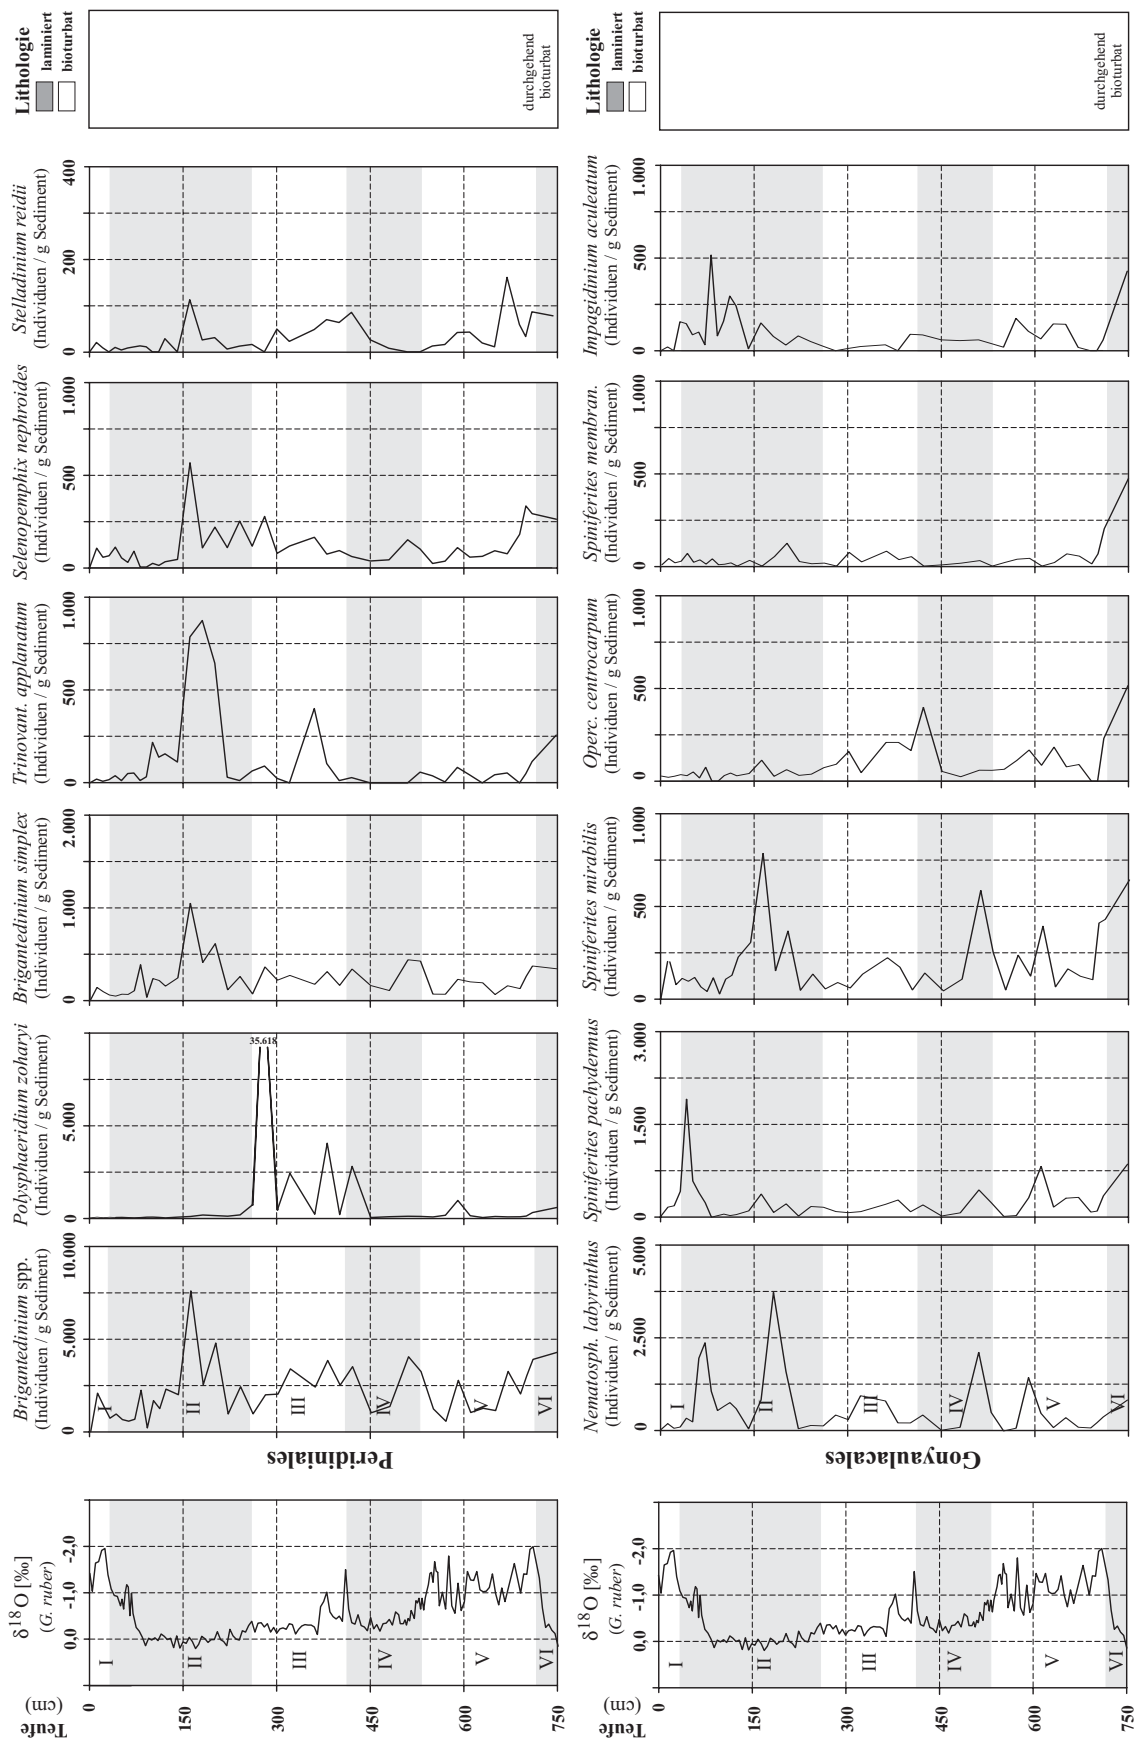 Teufe
(cm)
0
150
300
450
600
750
δ18O [‰]
(G. ruber)
0,0
-1,0
-2,0
I
II
III
IV
V
VI
Peridiniales
Brigantedinium spp.
(Individuen / g Sediment)
0
5.000
10.000
I
II
III
IV
V
VI
Polysphaeridium zoharyi
(Individuen / g Sediment)
0
5.000
35.618
Brigantedinium simplex
(Individuen / g Sediment)
0
1.000
2.000
Trinovant. applanatum
(Individuen / g Sediment)
0
500
1.000
Selenopemphix nephroides
(Individuen / g Sediment)
0
500
1.000
Stelladinium reidii
(Individuen / g Sediment)
0
200
400
Lithologie
laminiert
bioturbat
durchgehend
bioturbat
Teufe
(cm)
0
150
300
450
600
750
δ18O [‰]
(G. ruber)
0,0
-1,0
-2,0
I
II
III
IV
V
VI
Gonyaulacales
Nematosph. labyrinthus
(Individuen / g Sediment)
0
2.500
5.000
I
II
III
IV
V
VI
Spiniferites pachydermus
(Individuen / g Sediment)
0
1.500
3.000
Spiniferites mirabilis
(Individuen / g Sediment)
0
500
1.000
Operc. centrocarpum
(Individuen / g Sediment)
0
500
1.000
Spiniferites membran.
(Individuen / g Sediment)
0
500
1.000
Impagidinium aculeatum
(Individuen / g Sediment)
0
500
1.000
Lithologie
laminiert
bioturbat
durchgehend
bioturbat